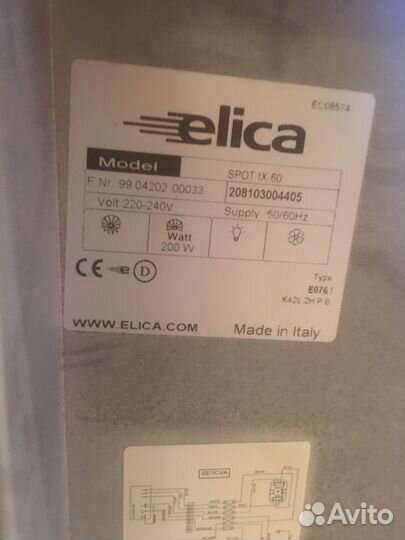 EC08574
elica
Model
SPOT IX 60
F Nr. 99 04202 00033
208103004405
Volt 220-240V
Supply 50/60Hz
Watt
200 W
CE
D
Type
E076 I
K42L 2H P B
WWW.ELICA.COM
Made in Italy
SE1CVA
Avito